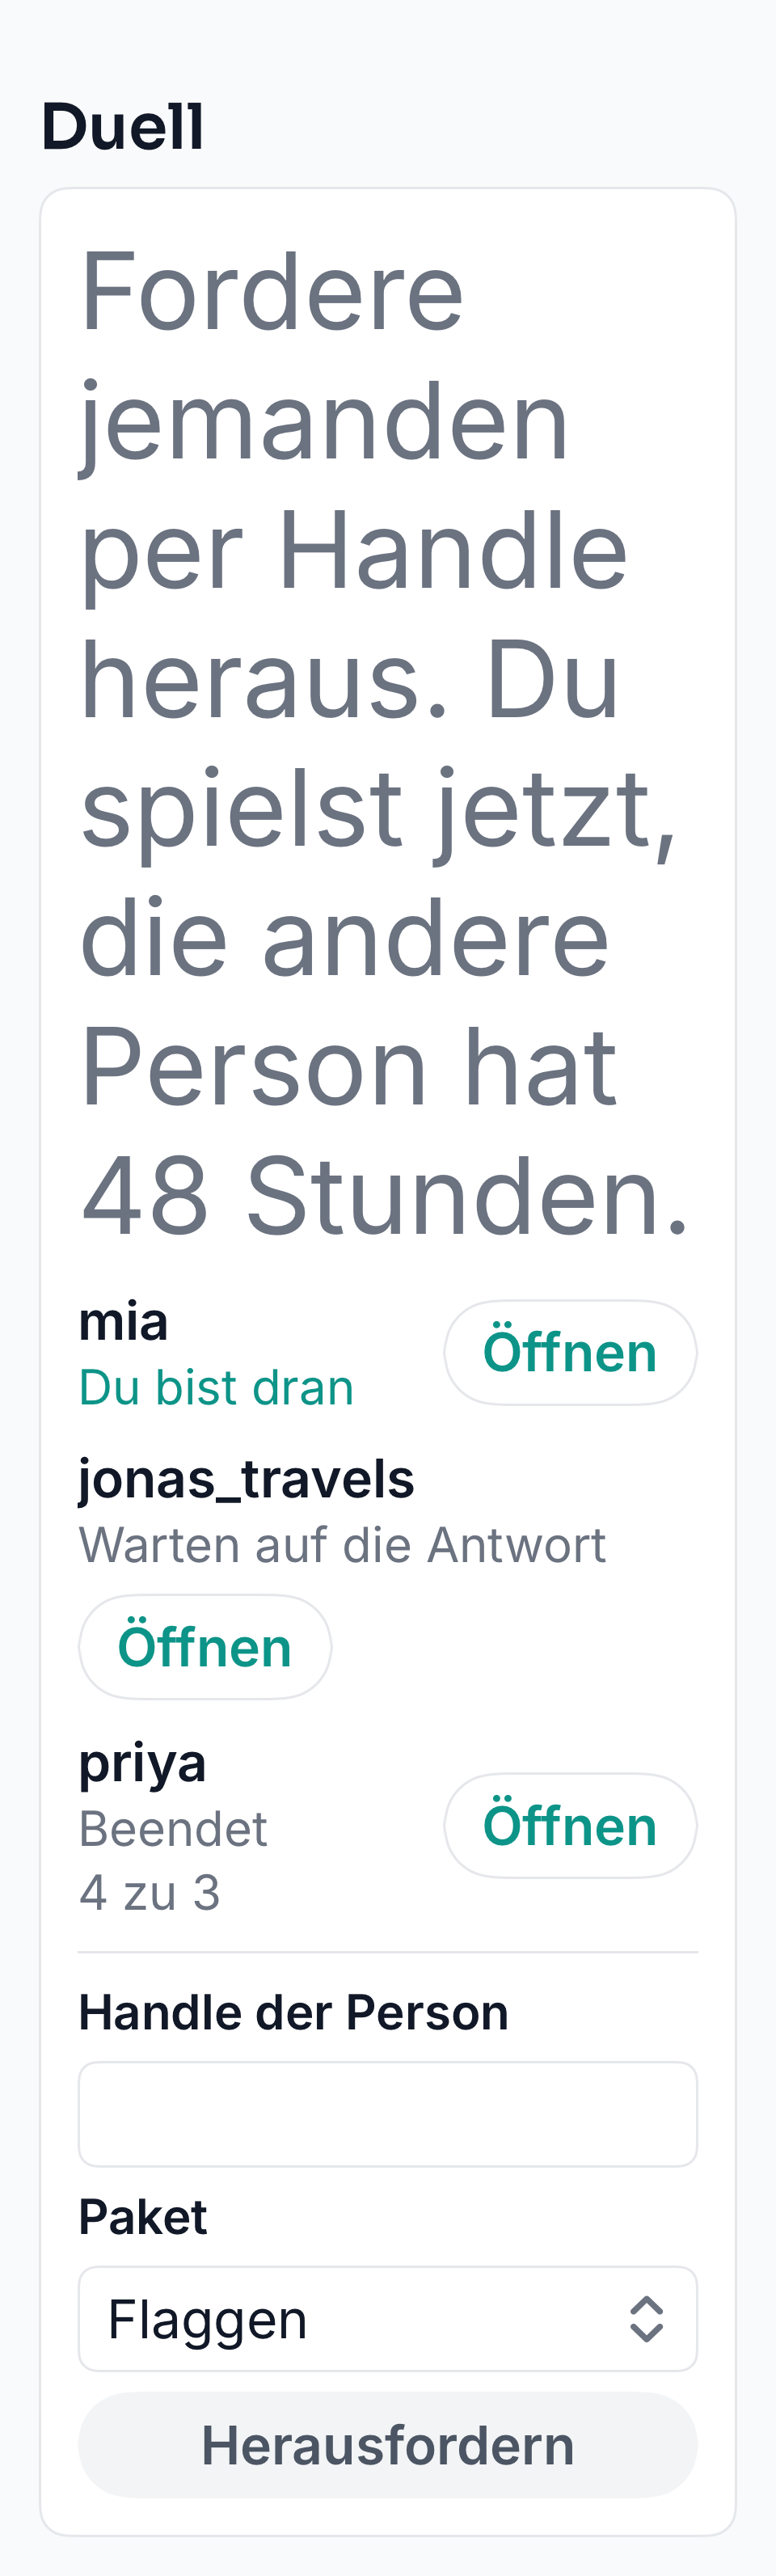 Duell
Fordere
jemanden
per Handle
heraus. Du
spielst jetzt,
die andere
Person hat
48 Stunden.
mia
Du bist dran
Öffnen
jonas_travels
Warten auf die Antwort
Öffnen
priya
Beendet
4 zu 3
Öffnen
Handle der Person
Paket
Flaggen
Herausfordern